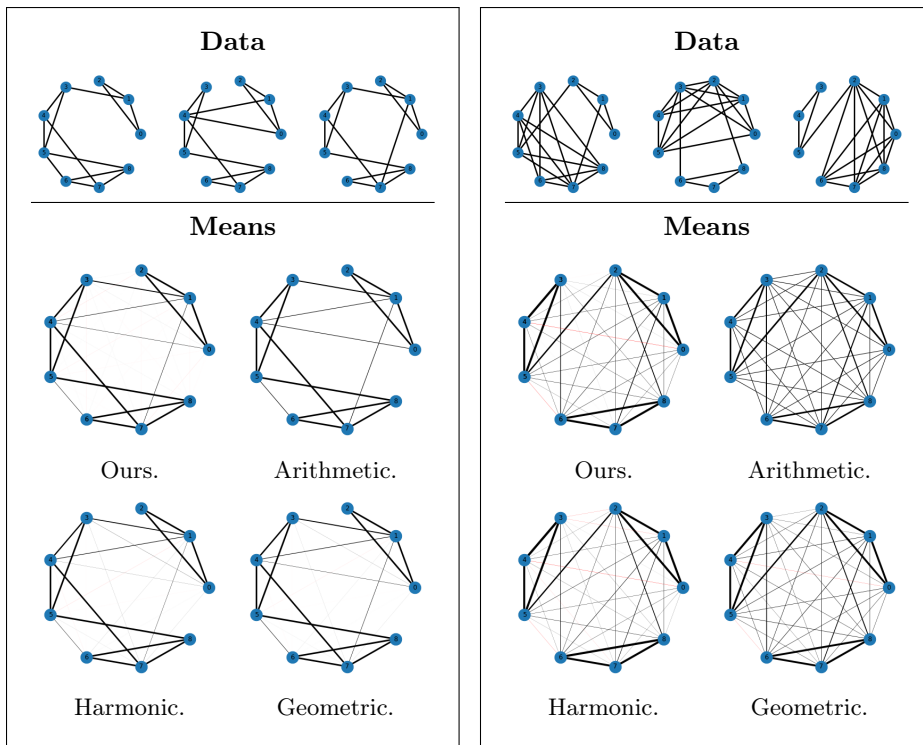 Data
Means
Ours.
Arithmetic.
Harmonic.
Geometric.
Data
Means
Ours.
Arithmetic.
Harmonic.
Geometric.